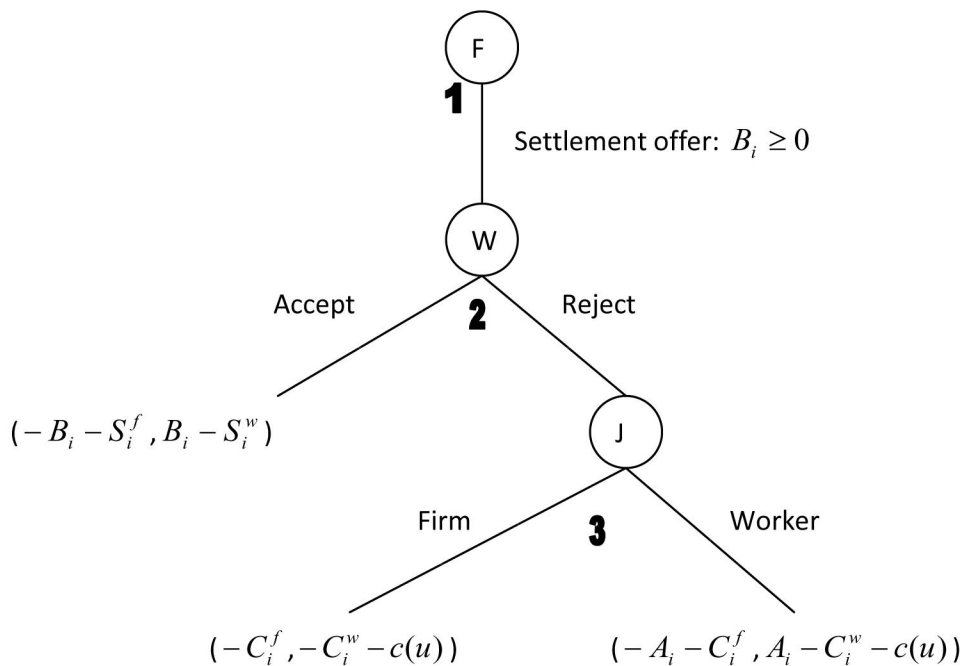 F
1
Settlement offer: B_i ≥ 0
W
Accept 2 Reject
(−B_i − S_i^f, B_i − S_i^w)
J
Firm 3 Worker
(−C_i^f, −C_i^w − c(u)) (−A_i − C_i^f, A_i − C_i^w − c(u))